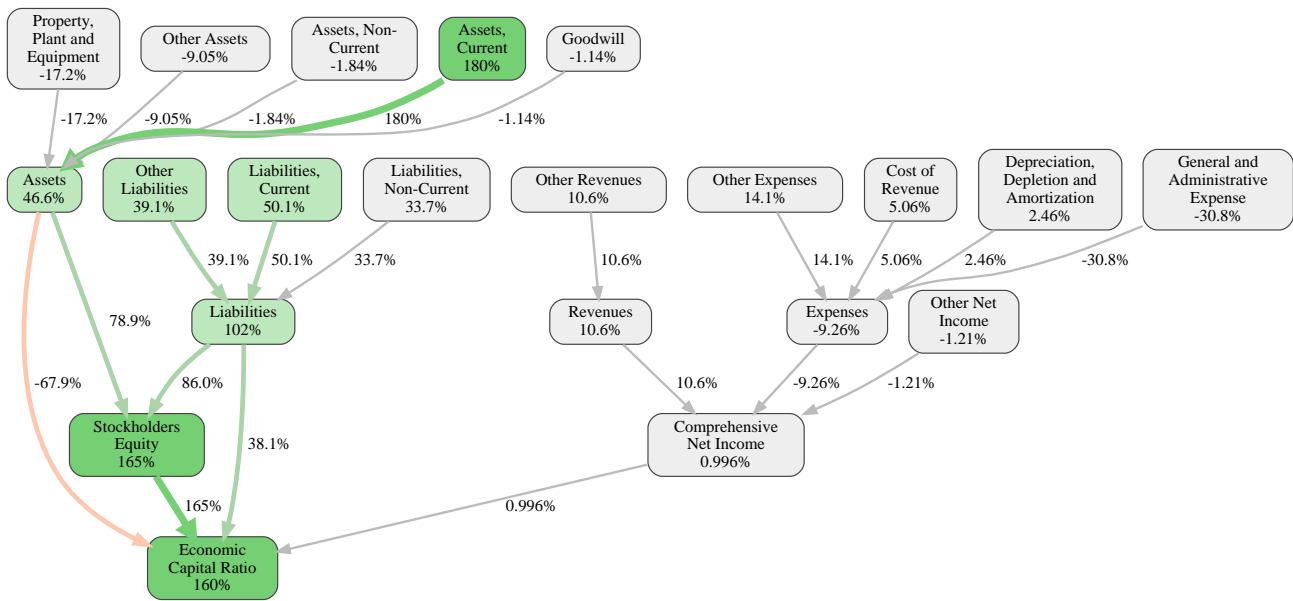 Property,
Plant and
Equipment
-17.2%
Other Assets
-9.05%
Assets, Non-
Current
-1.84%
Assets,
Current
180%
Goodwill
-1.14%
-17.2%
-9.05%
-1.84%
180%
-1.14%
Assets
46.6%
Other
Liabilities
39.1%
Liabilities,
Current
50.1%
Liabilities,
Non-Current
33.7%
Other Revenues
10.6%
Other Expenses
14.1%
Cost of
Revenue
5.06%
Depreciation,
Depletion and
Amortization
2.46%
General and
Administrative
Expense
-30.8%
39.1%
50.1%
33.7%
10.6%
14.1%
5.06%
2.46%
-30.8%
78.9%
Liabilities
102%
Revenues
10.6%
Expenses
-9.26%
Other Net
Income
-1.21%
-67.9%
86.0%
10.6%
-9.26%
-1.21%
Stockholders
Equity
165%
38.1%
Comprehensive
Net Income
0.996%
165%
0.996%
Economic
Capital Ratio
160%